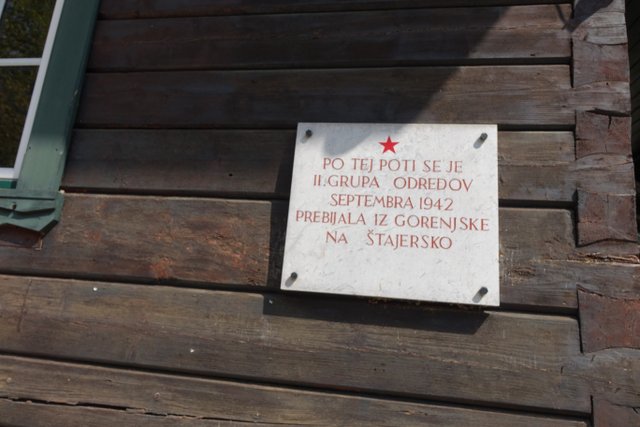 PO TEJ POTI SE JE
II. GRUPA ODREDOV
SEPTEMBRA 1942
PREBIJALA IZ GORENJSKE
NA ŠTAJERSKO